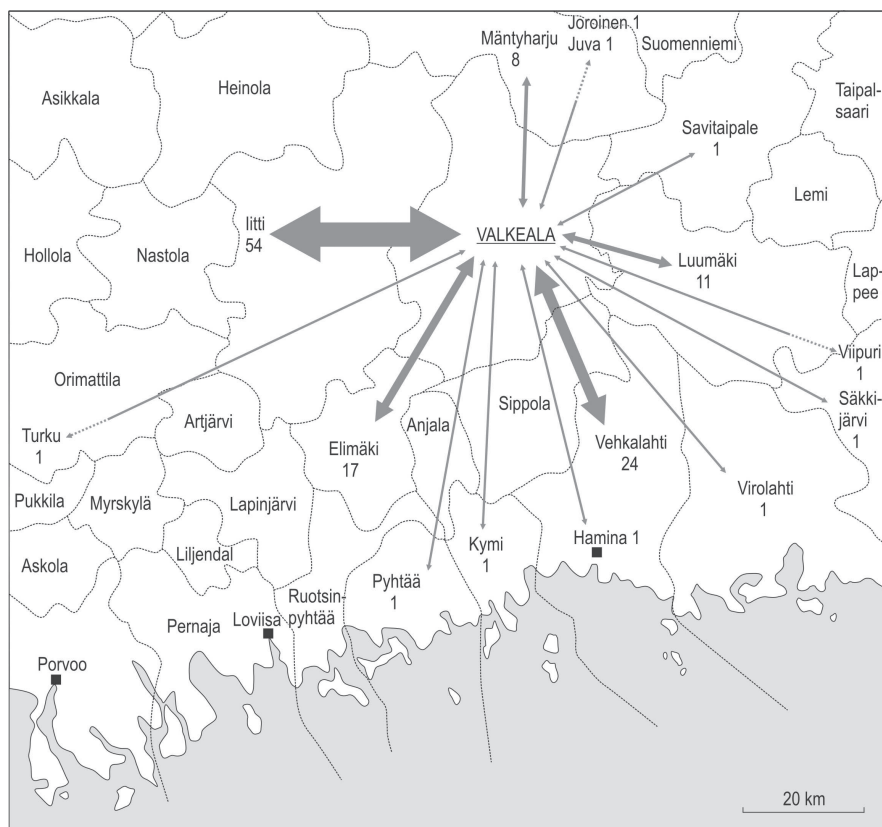 Joroinen 1
Juva 1
Mäntyharju
8
Suomenniemi
Asikkala
Heinola
Taipal-
saari
Savitaipale
1
Lemi
Iitti
54
VALKEALA
Hollola
Nastola
Luumäki
11
Lap-
pee
Viipuri
1
Orimattila
Säkki-
järvi
1
Artjärvi
Sippola
Anjala
Turku
1
Elimäki
17
Vehkalahti
24
Pukkila
Myrskylä
Lapinjärvi
Virolahti
1
Kymi
1
Hamina 1
Askola
Liljendal
Pyhtää
1
Ruotsin-
pyhtää
Pernaja
Loviisa
Porvoo
20 km